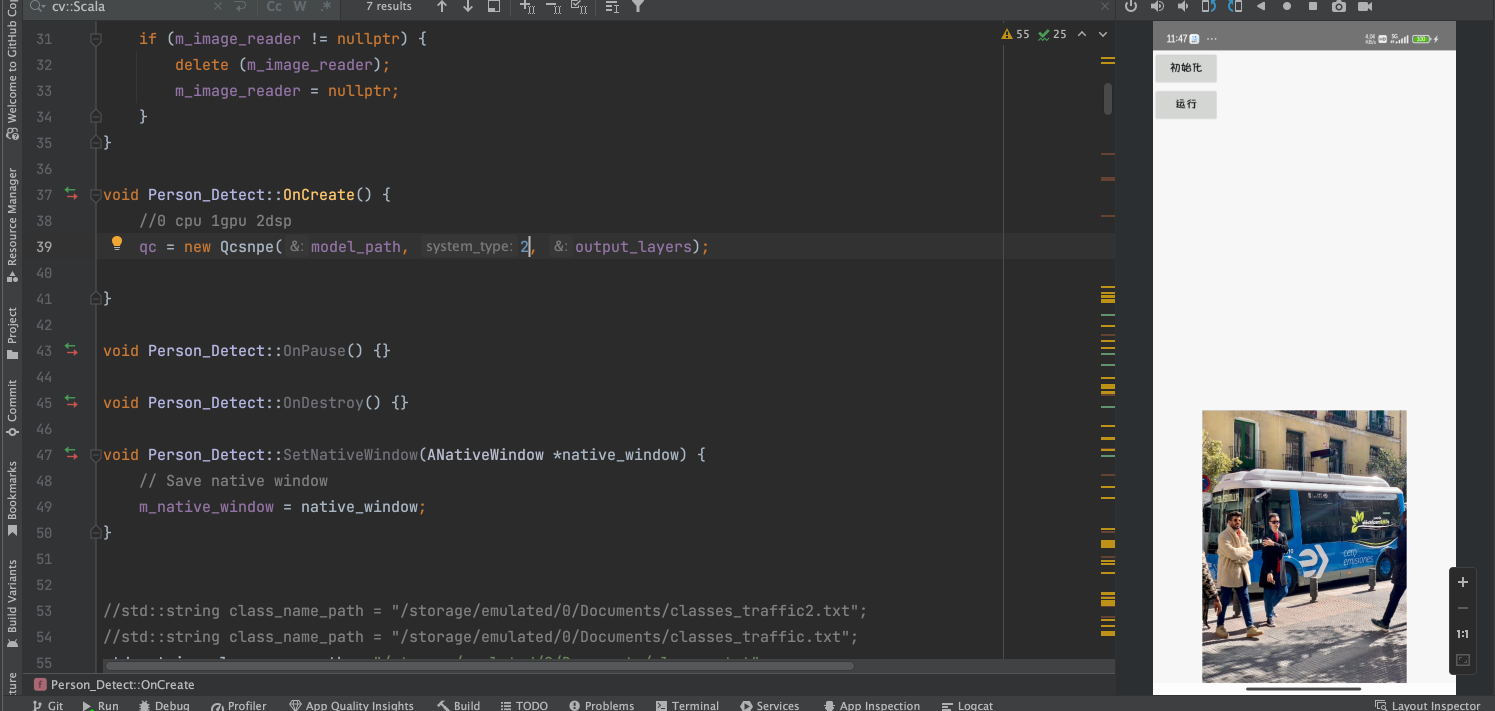 cv::Scala
Cc W .*
7 results
Welcome to GitHub Cop
Resource Manager
Project
Commit
Bookmarks
Build Variants
55 25
31 if (m_image_reader != nullptr) {
32 delete (m_image_reader);
33 m_image_reader = nullptr;
34 }
35 }
36
37 void Person_Detect::OnCreate() {
38 //0 cpu 1gpu 2dsp
39 qc = new Qcsnpe( &: model_path, system_type: 2, &: output_layers);
40
41 }
42
43 void Person_Detect::OnPause() {}
44
45 void Person_Detect::OnDestroy() {}
46
47 void Person_Detect::SetNativeWindow(ANativeWindow *native_window) {
48 // Save native window
49 m_native_window = native_window;
50 }
51
52
53 //std::string class_name_path = "/storage/emulated/0/Documents/classes_traffic2.txt";
54 //std::string class_name_path = "/storage/emulated/0/Documents/classes_traffic.txt";
55
f Person_Detect::OnCreate
Git Run Debug Profiler App Quality Insights Build TODO Problems Terminal Services App Inspection Logcat Layout Inspector
11:47 ...
初始化
运行
cero
emisiones
1:1